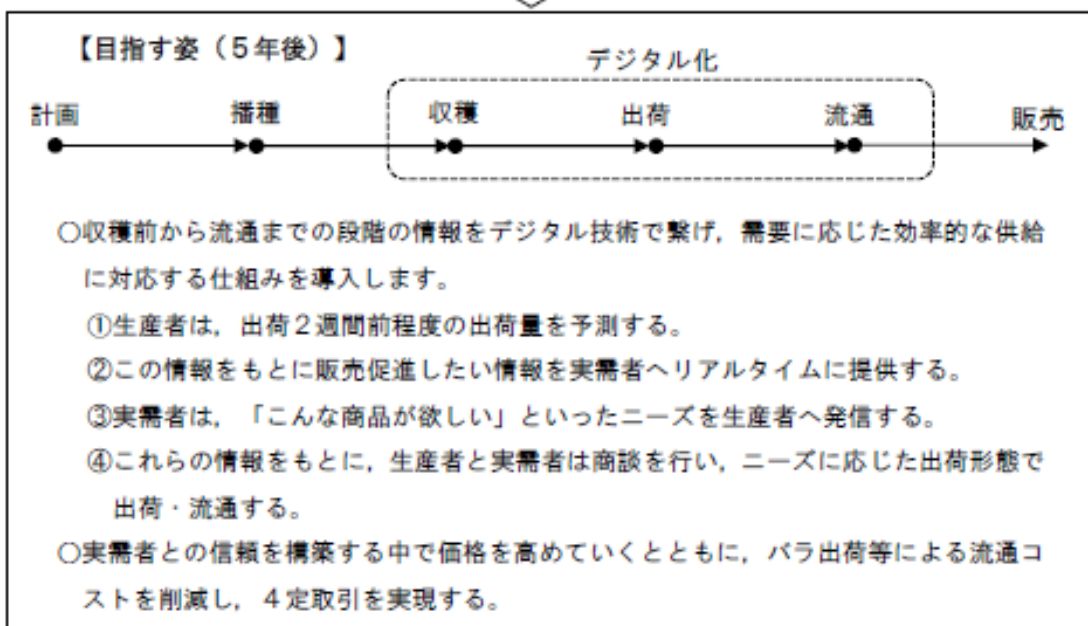 【目指す姿（５年後）】
デジタル化
計画 播種 収穫 出荷 流通 販売
○収穫前から流通までの段階の情報をデジタル技術で繋げ，需要に応じた効率的な供給
に対応する仕組みを導入します。
①生産者は，出荷２週間前程度の出荷量を予測する。
②この情報をもとに販売促進したい情報を実需者へリアルタイムに提供する。
③実需者は，「こんな商品が欲しい」といったニーズを生産者へ発信する。
④これらの情報をもとに，生産者と実需者は商談を行い，ニーズに応じた出荷形態で
出荷・流通する。
○実需者との信頼を構築する中で価格を高めていくとともに，バラ出荷等による流通コ
ストを削減し，４定取引を実現する。